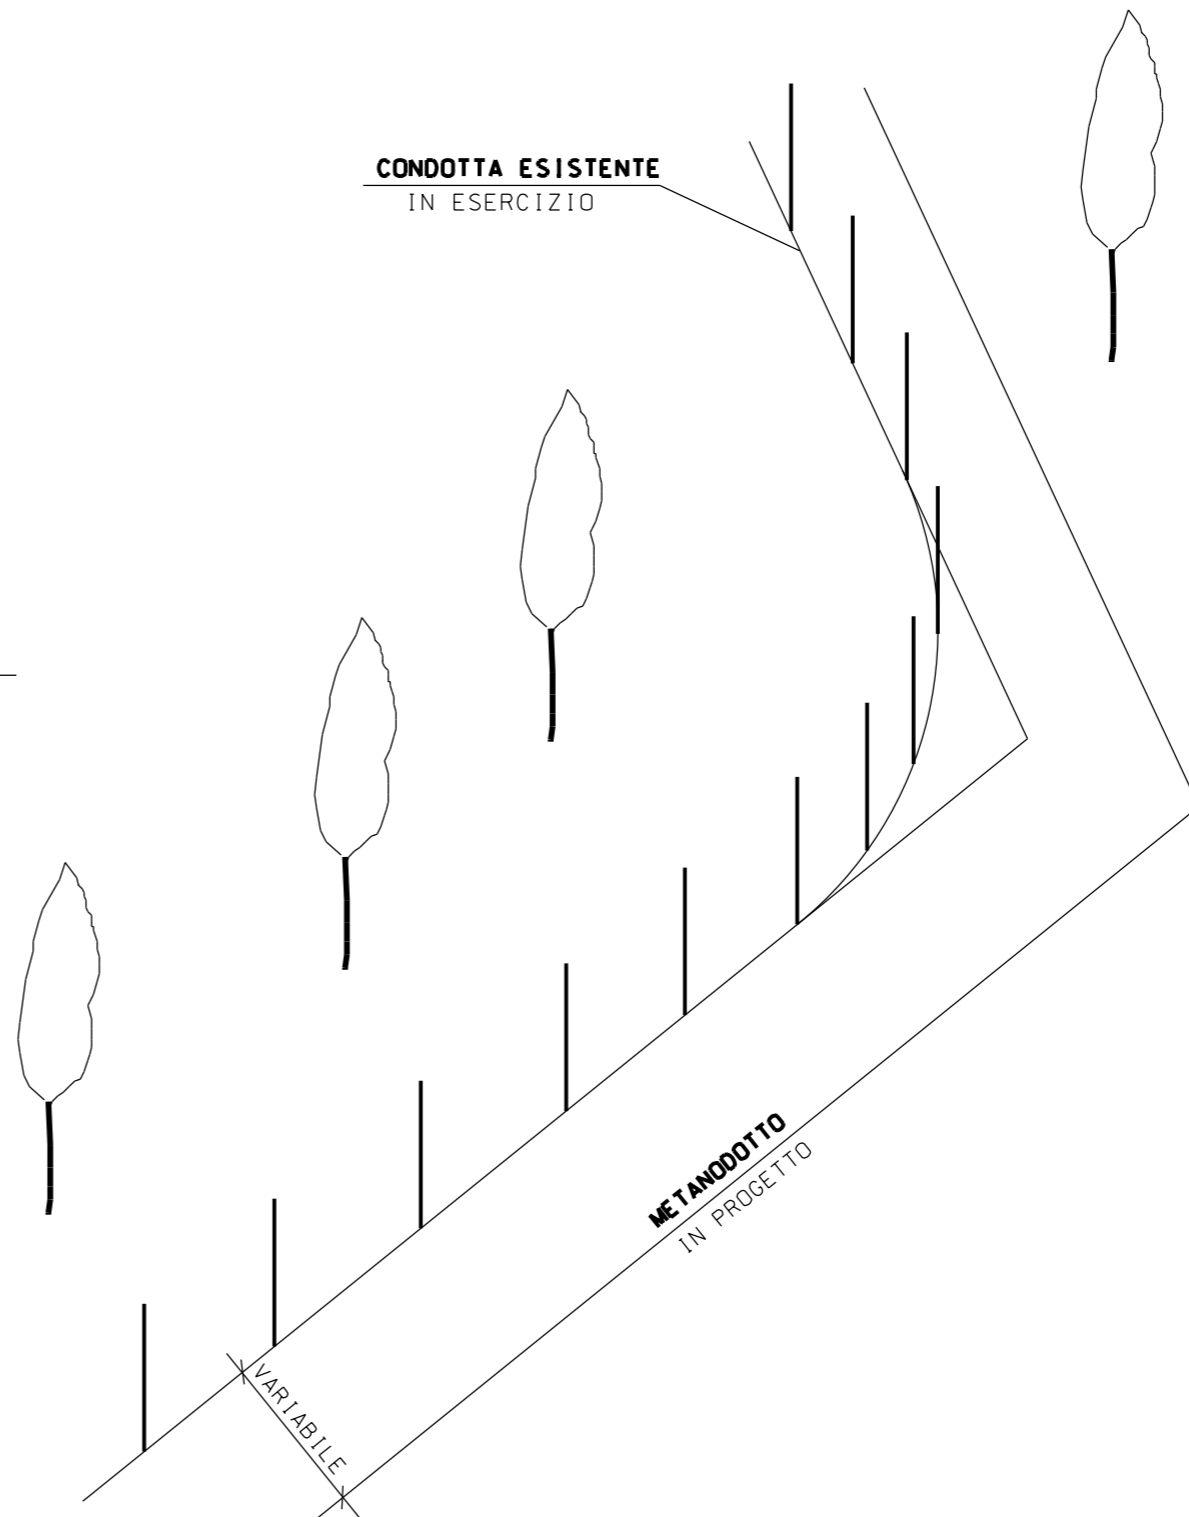 CONDOTTA ESISTENTE
IN ESERCIZIO
METANODOTTO
IN PROGETTO
VARIABILE